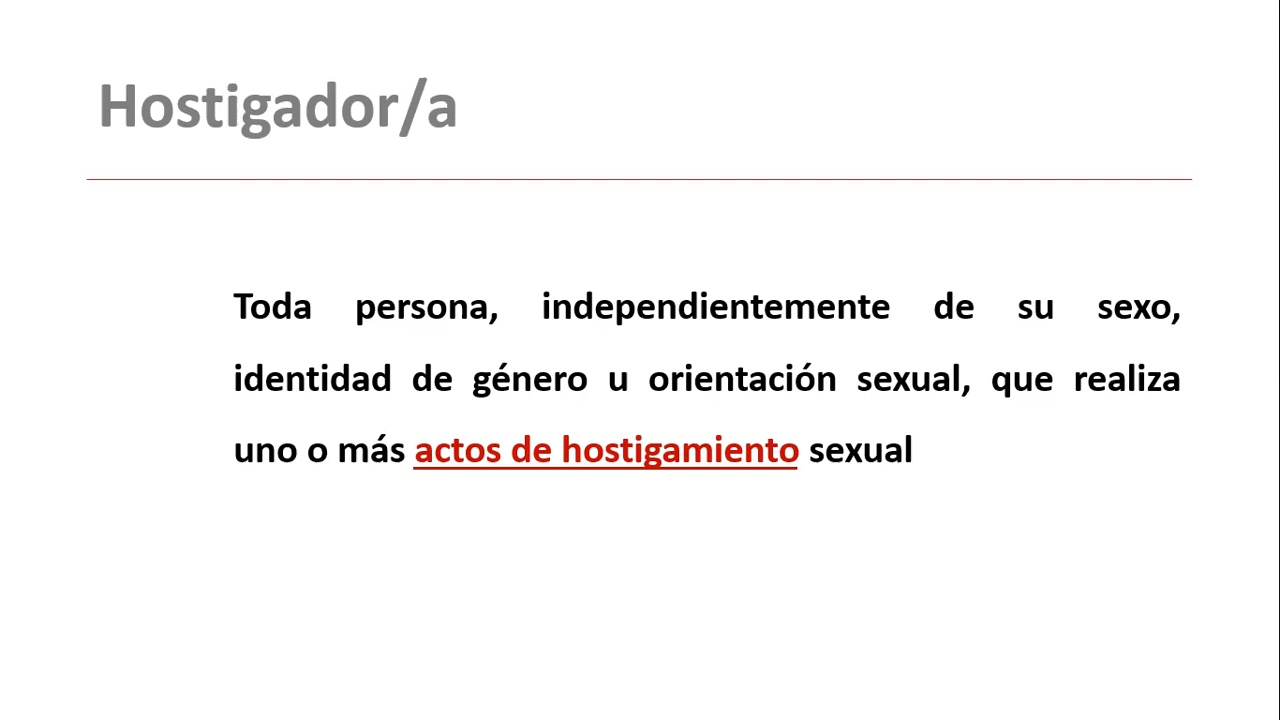 Hostigador/a
Toda persona, independientemente de su sexo,
identidad de género u orientación sexual, que realiza
uno o más actos de hostigamiento sexual